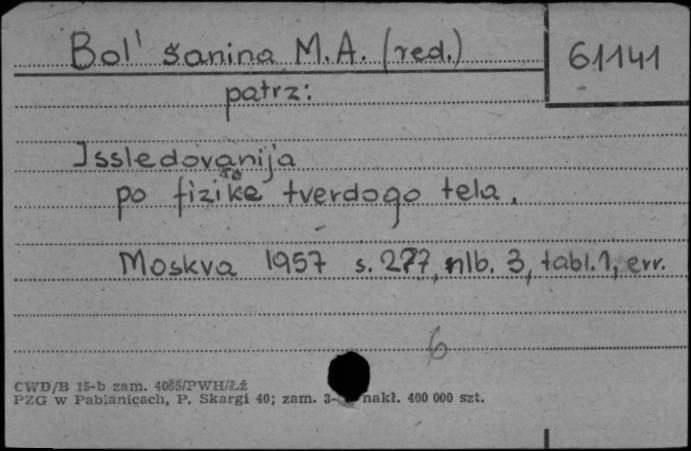 Bol'šanina M.A. (red.) 61141
patrz:
Issledovanija
po fizike tverdogo tela.
Moskva 1957 s. 277, nlb. 3, tabl. 1, err.
6
CWD/B 15-b zam. 4085/PWH/Łź
PZG w Pabianicach, P. Skargi 40; zam. 3- nakł. 400 000 szt.